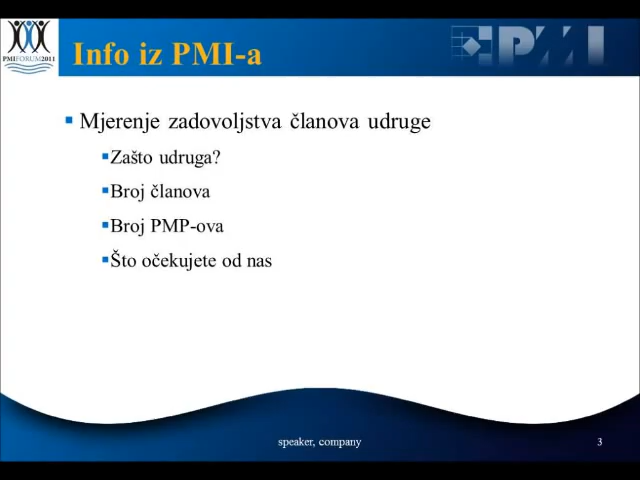 PMIFORUM2011
Info iz PMI-a
PMI
Mjerenje zadovoljstva članova udruge
Zašto udruga?
Broj članova
Broj PMP-ova
Što očekujete od nas
speaker, company
3